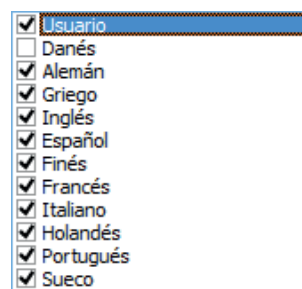 Usuario
Danés
Alemán
Griego
Inglés
Español
Finés
Francés
Italiano
Holandés
Portugués
Sueco